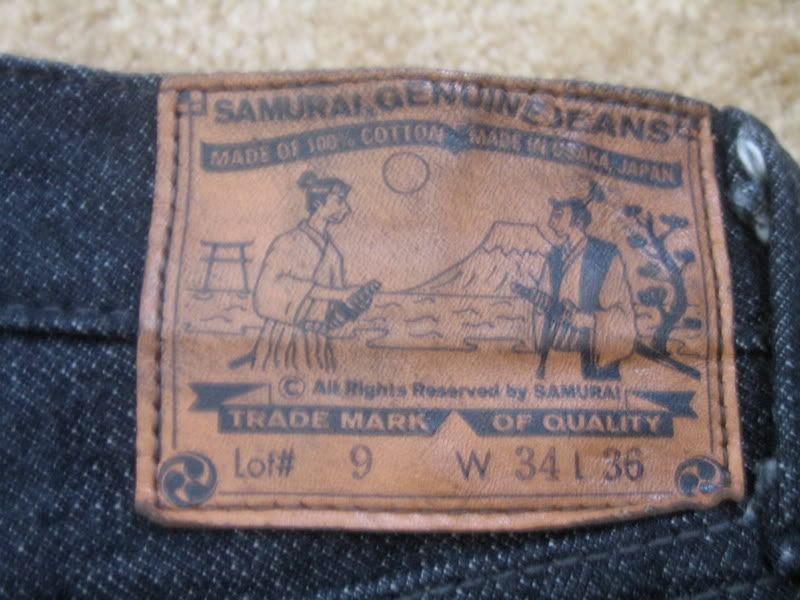 SAMURAI GENUINE JEANS
MADE OF 100% COTTON MADE IN OSAKA, JAPAN
© All Rights Reserved by SAMURAI
TRADE MARK OF QUALITY
Lot# 9 W 34 L 36